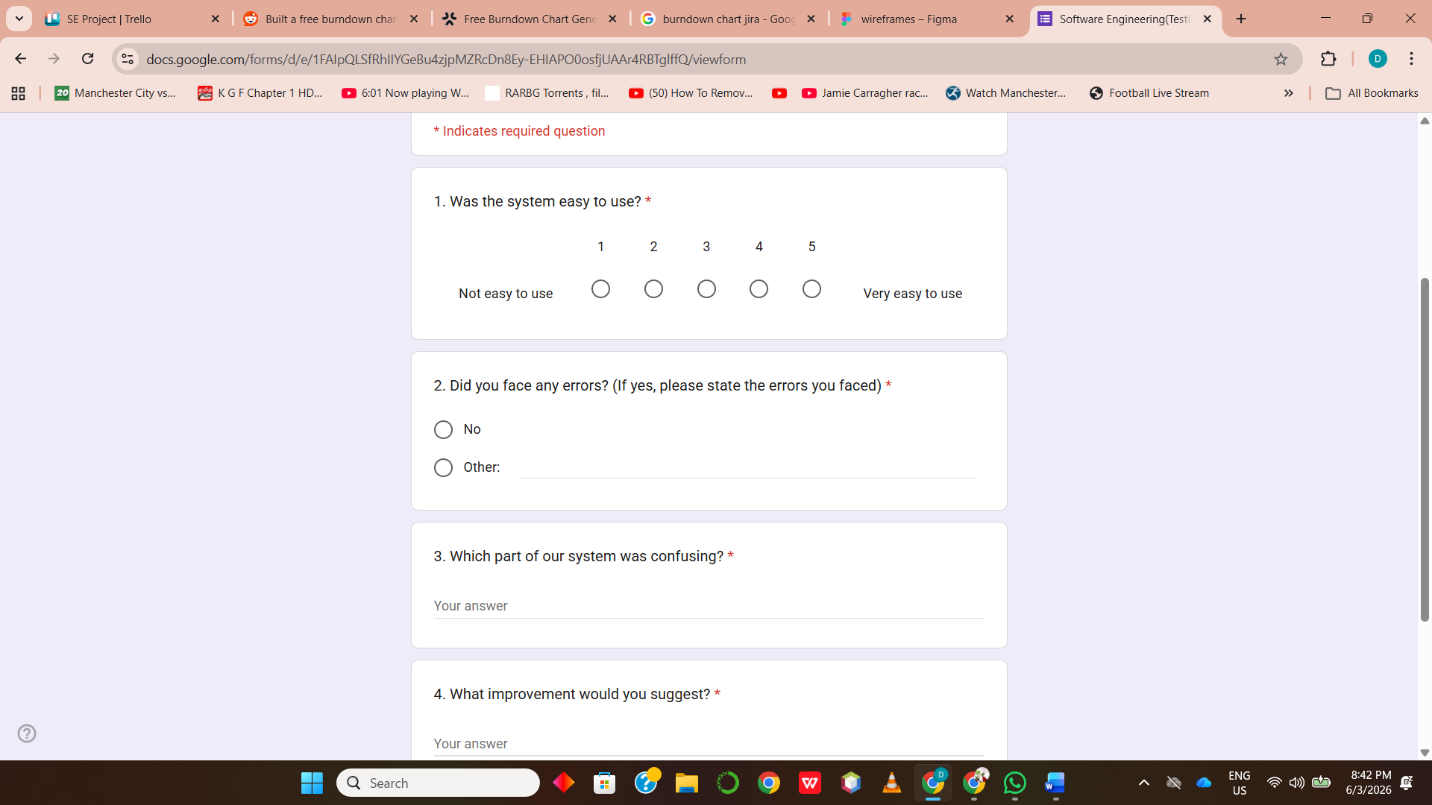 SE Project | Trello
Built a free burndown char
Free Burndown Chart Gene
burndown chart jira - Goog
wireframes – Figma
Software Engineering(Testi
docs.google.com/forms/d/e/
Manchester City vs...
K G F Chapter 1 HD...
6:01 Now playing W...
RARBG Torrents , fil...
(50) How To Remov...
Jamie Carragher rac...
Watch Manchester...
Football Live Stream
»
All Bookmarks
* Indicates required question
1. Was the system easy to use? *
1 2 3 4 5
Not easy to use
Very easy to use
2. Did you face any errors? (If yes, please state the errors you faced) *
No
Other:
3. Which part of our system was confusing? *
Your answer
4. What improvement would you suggest? *
Your answer
Search
ENG
US
8:42 PM
6/3/2026